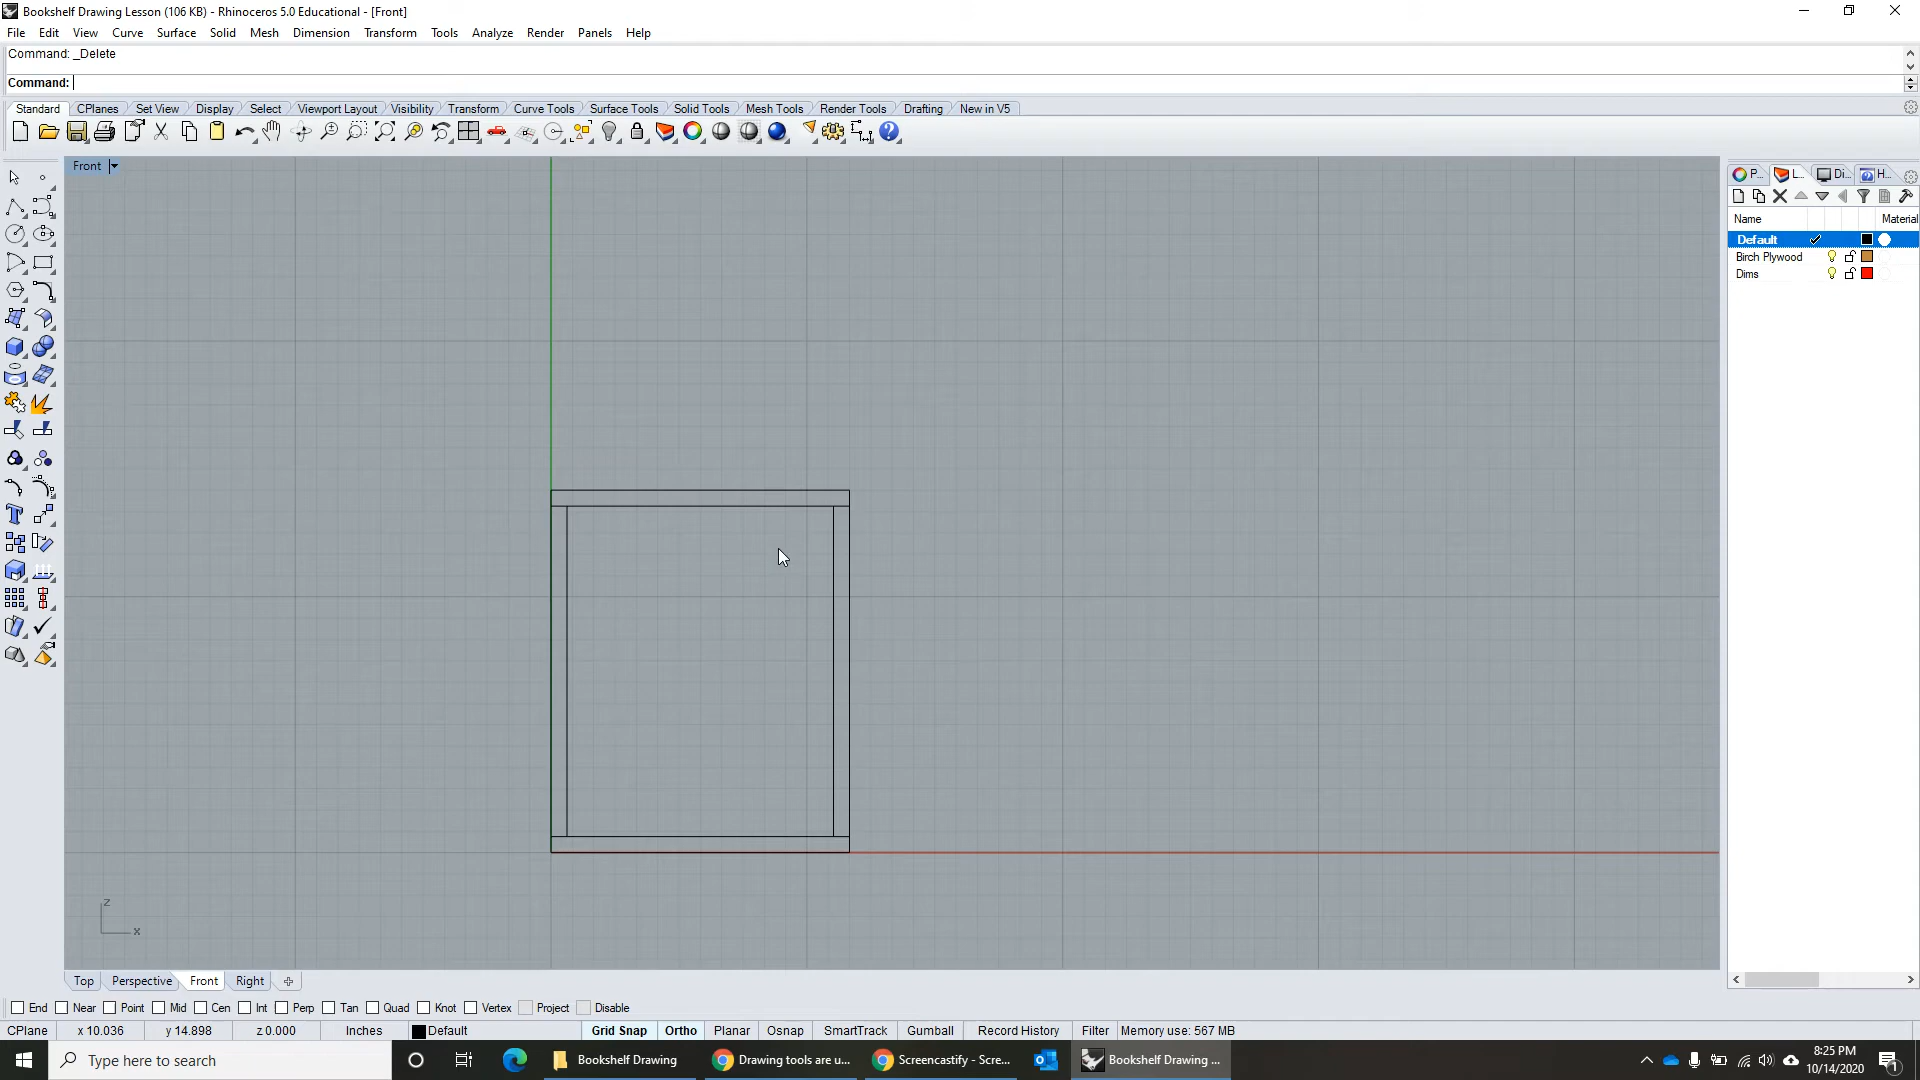 Bookshelf Drawing Lesson (106 KB) - Rhinoceros 5.0 Educational - [Front]
File Edit View Curve Surface Solid Mesh Dimension Transform Tools Analyze Render Panels Help
Command: _Delete
Command:
Standard CPlanes Set View Display Select Viewport Layout Visibility Transform Curve Tools Surface Tools Solid Tools Mesh Tools Render Tools Drafting New in V5
Front
P... L... Di... H...
Name Material
Default
Birch Plywood
Dims
z
x
Top Perspective Front Right
End Near Point Mid Cen Int Perp Tan Quad Knot Vertex Project Disable
CPlane x 10.036 y 14.898 z 0.000 Inches Default Grid Snap Ortho Planar Osnap SmartTrack Gumball Record History Filter Memory use: 567 MB
Type here to search Bookshelf Drawing Drawing tools are u... Screencastify - Scre... Bookshelf Drawing ... 8:25 PM
10/14/2020
1